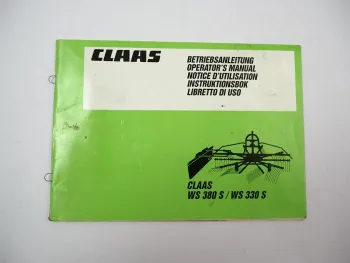 CLAAS
BETRIEBSANLEITUNG
OPERATOR'S MANUAL
NOTICE D'UTILISATION
INSTRUKTIONSBOK
LIBRETTO DI USO
CLAAS
WS 380 S / WS 330 S